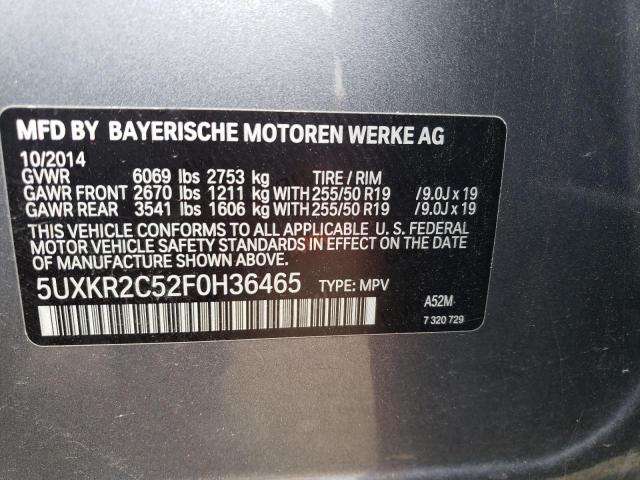 MFD BY BAYERISCHE MOTOREN WERKE AG
10/2014
GVWR 6069 lbs 2753 kg TIRE / RIM
GAWR FRONT 2670 lbs 1211 kg WITH 255/50 R19 /9.0J x 19
GAWR REAR 3541 lbs 1606 kg WITH 255/50 R19 /9.0J x 19
THIS VEHICLE CONFORMS TO ALL APPLICABLE U. S. FEDERAL
MOTOR VEHICLE SAFETY STANDARDS IN EFFECT ON THE DATE
OF MANUFACTURE SHOWN ABOVE.
5UXKR2C52F0H36465 TYPE: MPV
A52M
7 320 729